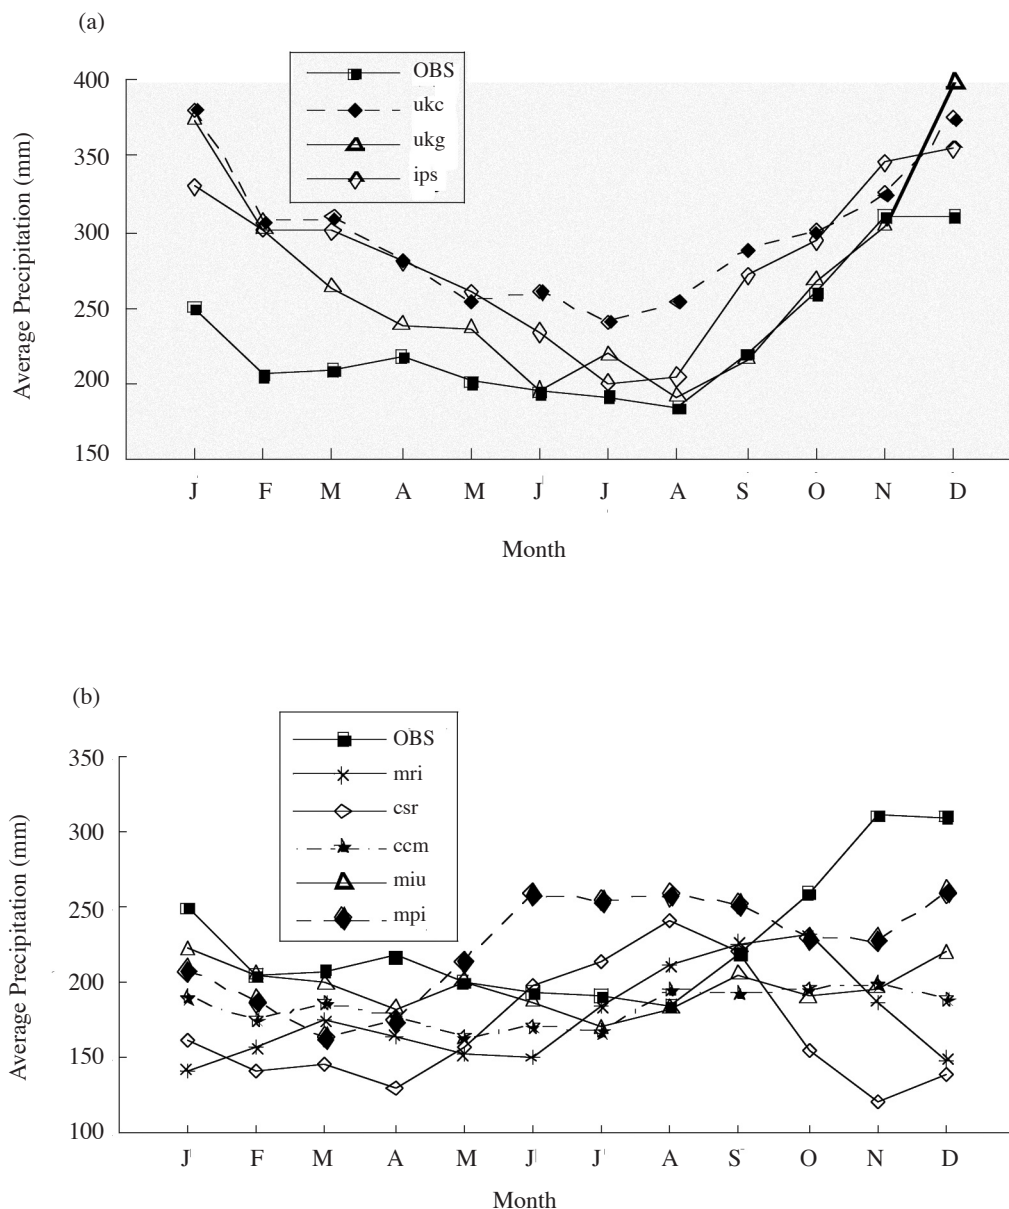 (a)
OBS
ukc
ukg
ips
400
350
300
250
200
150
Average Precipitation (mm)
J F M A M J J A S O N D
Month
(b)
OBS
mri
csr
ccm
miu
mpi
350
300
250
200
150
100
Average Precipitation (mm)
J F M A M J J A S O N D
Month